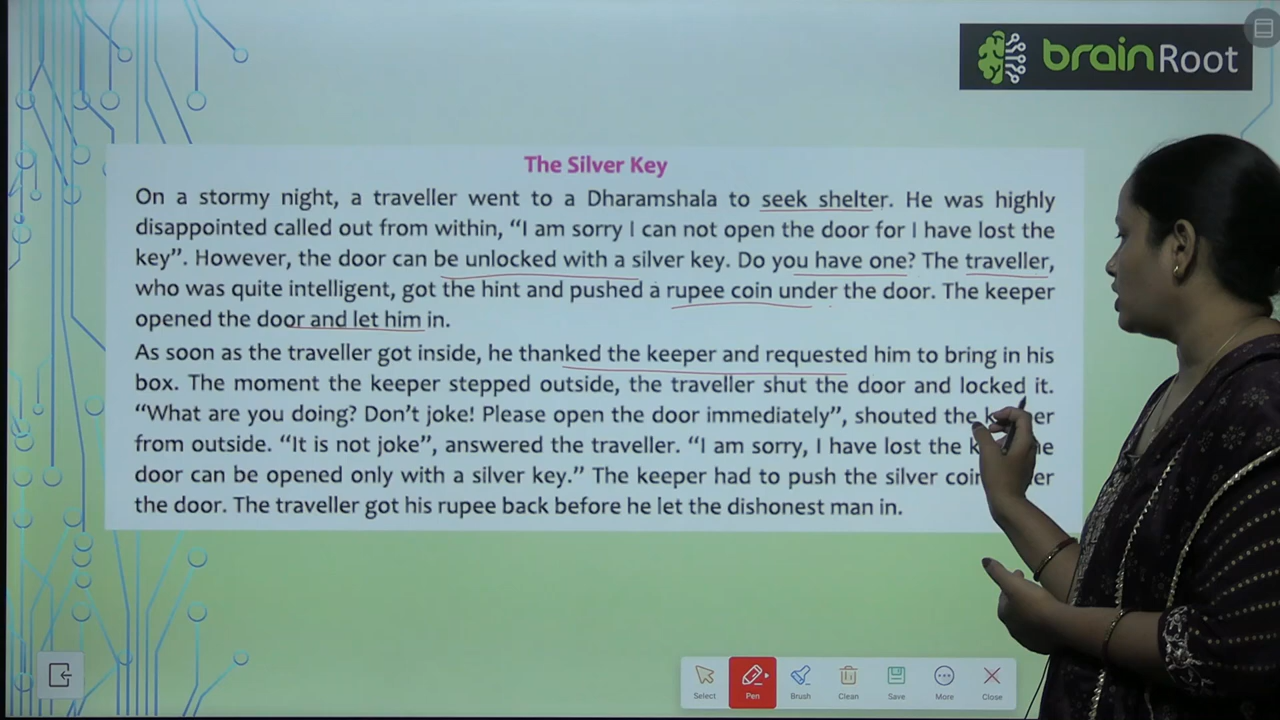 brainRoot
The Silver Key
On a stormy night, a traveller went to a Dharamshala to seek shelter. He was highly
disappointed called out from within, “I am sorry I can not open the door for I have lost the
key”. However, the door can be unlocked with a silver key. Do you have one? The traveller,
who was quite intelligent, got the hint and pushed a rupee coin under the door. The keeper
opened the door and let him in.
As soon as the traveller got inside, he thanked the keeper and requested him to bring in his
box. The moment the keeper stepped outside, the traveller shut the door and locked it.
“What are you doing? Don’t joke! Please open the door immediately”, shouted the
from outside. “It is not joke”, answered the traveller. “I am sorry, I have lost the
door can be opened only with a silver key.” The keeper had to push the silver
the door. The traveller got his rupee back before he let the dishonest man in.
Select Pen Brush Clean Save More Close